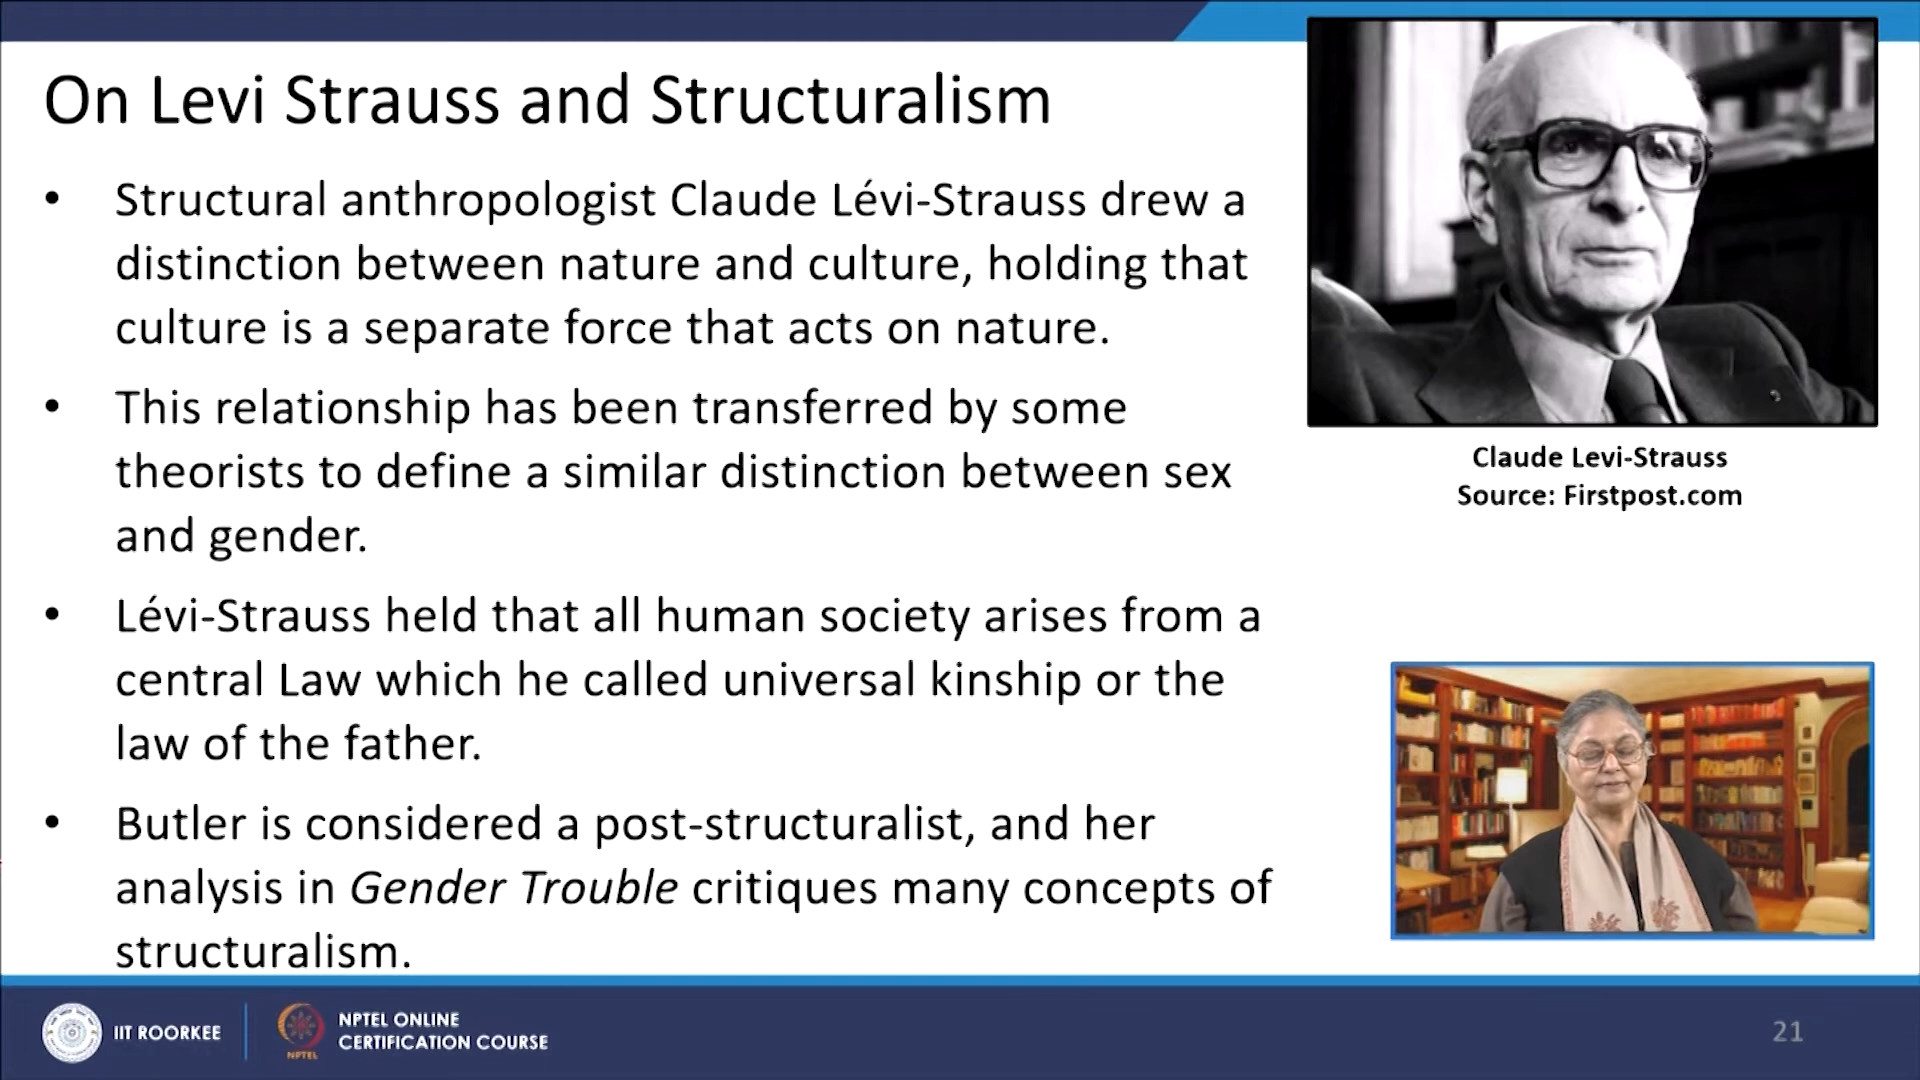 On Levi Strauss and Structuralism
• Structural anthropologist Claude Lévi-Strauss drew a
distinction between nature and culture, holding that
culture is a separate force that acts on nature.
• This relationship has been transferred by some
theorists to define a similar distinction between sex
and gender.
• Lévi-Strauss held that all human society arises from a
central Law which he called universal kinship or the
law of the father.
• Butler is considered a post-structuralist, and her
analysis in Gender Trouble critiques many concepts of
structuralism.
Claude Levi-Strauss
Source: Firstpost.com
IIT ROORKEE
NPTEL
NPTEL ONLINE
CERTIFICATION COURSE
21